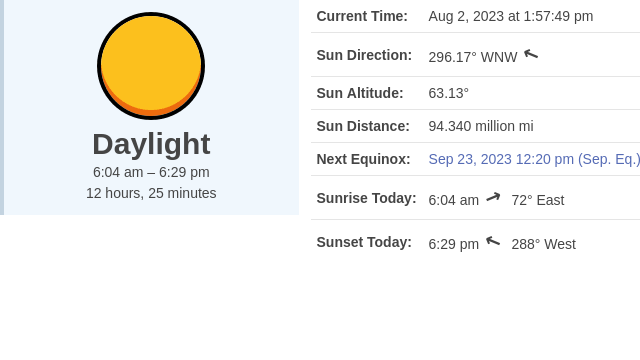 Daylight
6:04 am – 6:29 pm
12 hours, 25 minutes
Current Time: Aug 2, 2023 at 1:57:49 pm
Sun Direction: 296.17° WNW ↑
Sun Altitude: 63.13°
Sun Distance: 94.340 million mi
Next Equinox: Sep 23, 2023 12:20 pm (Sep. Eq.)
Sunrise Today: 6:04 am ↑ 72° East
Sunset Today: 6:29 pm ↑ 288° West